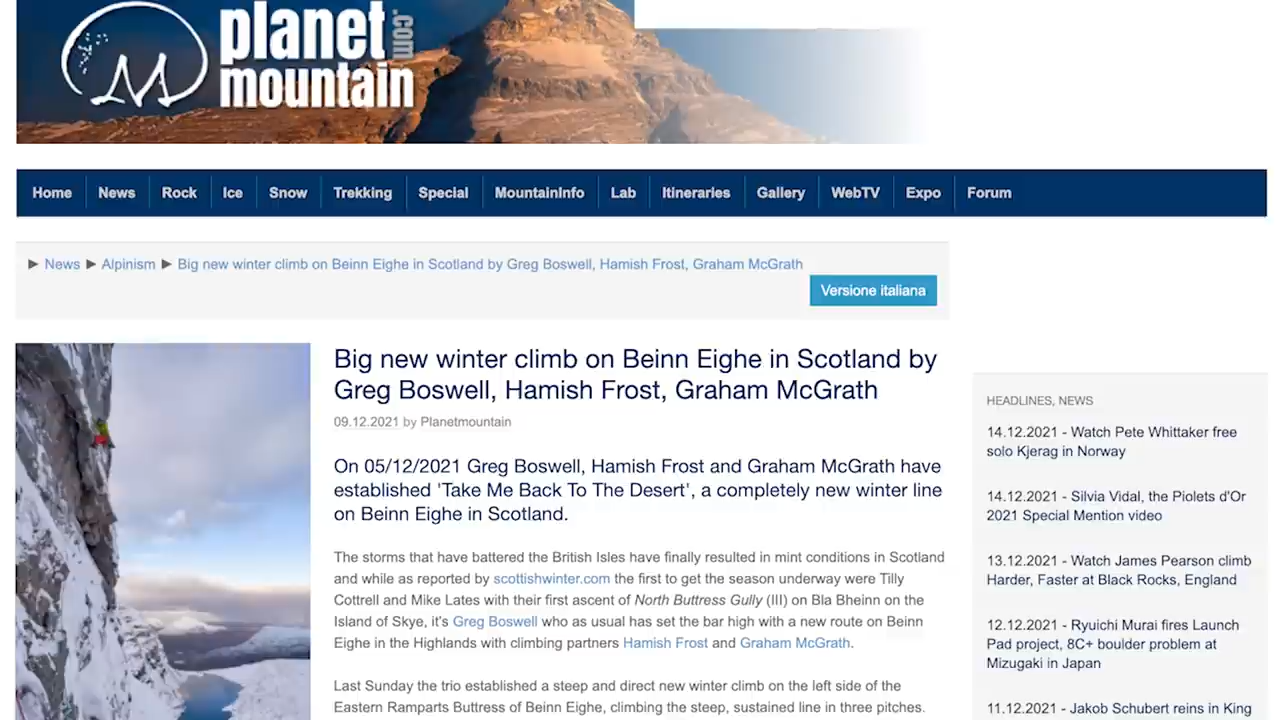 planet
mountain
.com
Home News Rock Ice Snow Trekking Special MountainInfo Lab Itineraries Gallery WebTV Expo Forum
News Alpinism Big new winter climb on Beinn Eighe in Scotland by Greg Boswell, Hamish Frost, Graham McGrath
Versione italiana
Big new winter climb on Beinn Eighe in Scotland by
Greg Boswell, Hamish Frost, Graham McGrath
09.12.2021 by Planetmountain
On 05/12/2021 Greg Boswell, Hamish Frost and Graham McGrath have
established 'Take Me Back To The Desert', a completely new winter line
on Beinn Eighe in Scotland.
The storms that have battered the British Isles have finally resulted in mint conditions in Scotland
and while as reported by scottishwinter.com the first to get the season underway were Tilly
Cottrell and Mike Lates with their first ascent of North Buttress Gully (III) on Bla Bheinn on the
Island of Skye, it's Greg Boswell who as usual has set the bar high with a new route on Beinn
Eighe in the Highlands with climbing partners Hamish Frost and Graham McGrath.
Last Sunday the trio established a steep and direct new winter climb on the left side of the
Eastern Ramparts Buttress of Beinn Eighe, climbing the steep, sustained line in three pitches.
HEADLINES, NEWS
14.12.2021 - Watch Pete Whittaker free
solo Kjerag in Norway
14.12.2021 - Silvia Vidal, the Piolets d'Or
2021 Special Mention video
13.12.2021 - Watch James Pearson climb
Harder, Faster at Black Rocks, England
12.12.2021 - Ryuichi Murai fires Launch
Pad project, 8C+ boulder problem at
Mizugaki in Japan
11.12.2021 - Jakob Schubert reins in King